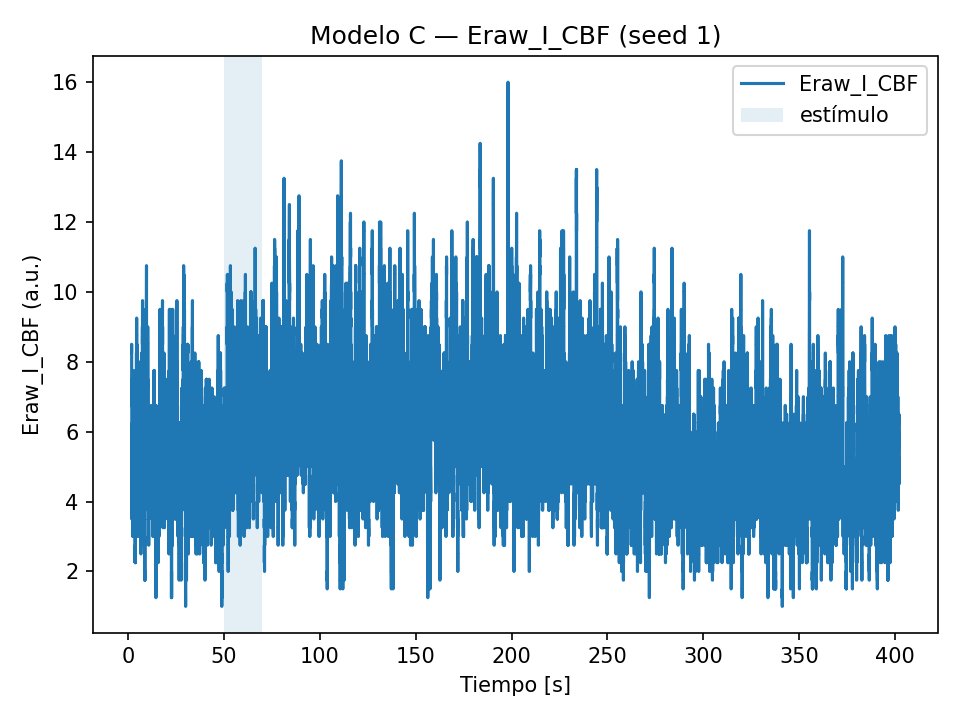 Modelo C — Eraw_I_CBF (seed 1)
Eraw_I_CBF
estímulo
16
14
12
10
8
6
4
2
Eraw_I_CBF (a.u.)
0 50 100 150 200 250 300 350 400
Tiempo [s]